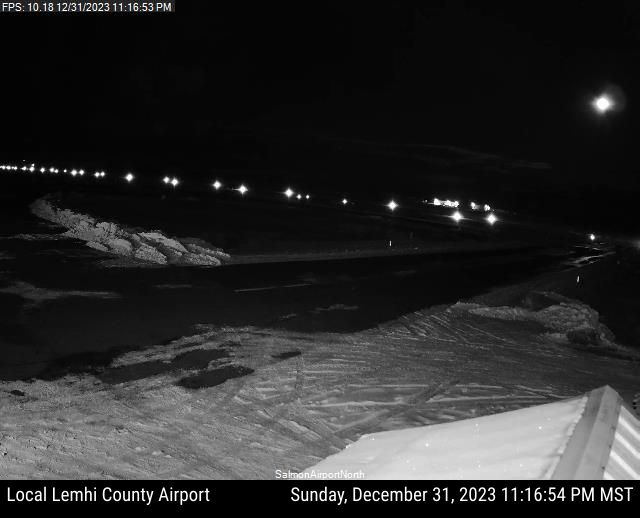 FPS: 10.18 12/31/2023 11:16:53 PM
SalmonAirportNorth
Local Lemhi County Airport
Sunday, December 31, 2023 11:16:54 PM MST